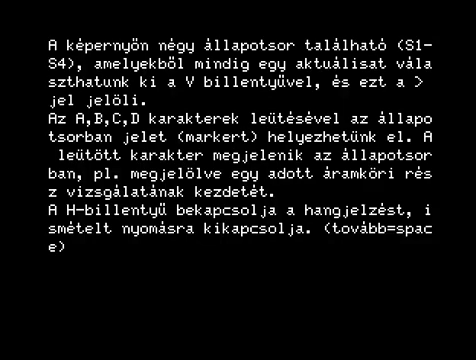 A képernyőn négy állapotsor található (S1-
S4), amelyekből mindig egy aktuálisat vála
szthatunk ki a V billentyűvel, és ezt a >
jel jelöli.
Az A,B,C,D karakterek leütésével az állapo
tsorban jelet (markert) helyezhetünk el. A
leütött karakter megjelenik az állapotsor
ban, pl. megjelölve egy adott áramköri rés
z vizsgálatának kezdetét.
A H-billentyű bekapcsolja a hangjelzést, i
smételt nyomásra kikapcsolja. (tovább=spac
e)